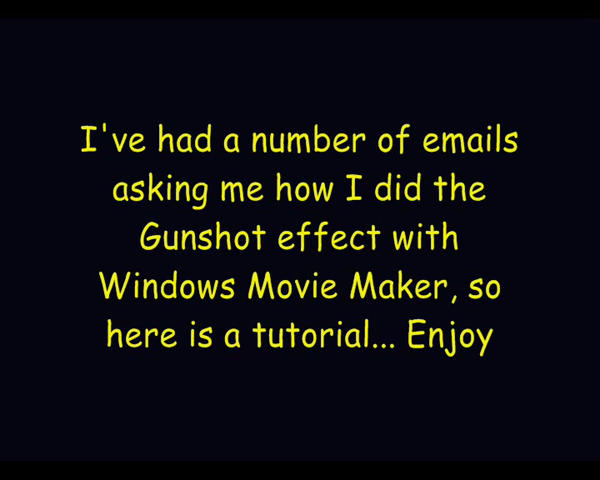 I've had a number of emails
asking me how I did the
Gunshot effect with
Windows Movie Maker, so
here is a tutorial... Enjoy